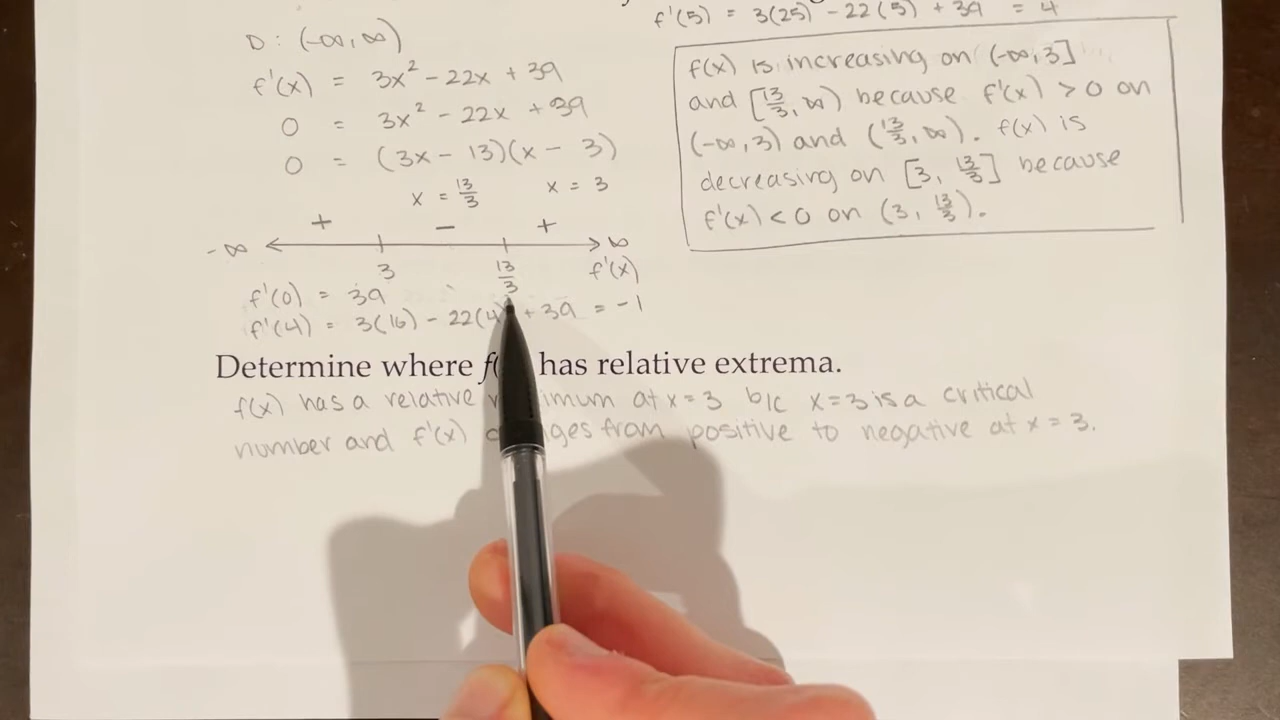 f'(5) = 3(25) - 22(5) + 39 = 4
D: (-∞, ∞)
f'(x) = 3x² - 22x + 39
0 = 3x² - 22x + 39
0 = (3x - 13)(x - 3)
x = 13/3 x = 3
+ - +
-∞ ∞
3 13/3 f'(x)
f'(0) = 39
f'(4) = 3(16) - 22(4) + 39 = -1
f(x) is increasing on (-∞, 3]
and [13/3, ∞) because f'(x) > 0 on
(-∞, 3) and (13/3, ∞). f(x) is
decreasing on [3, 13/3] because
f'(x) < 0 on (3, 13/3).
Determine where has relative extrema.
f(x) has a relative at x = 3 b/c x = 3 is a critical
number and f'(x) from positive to negative at x = 3.